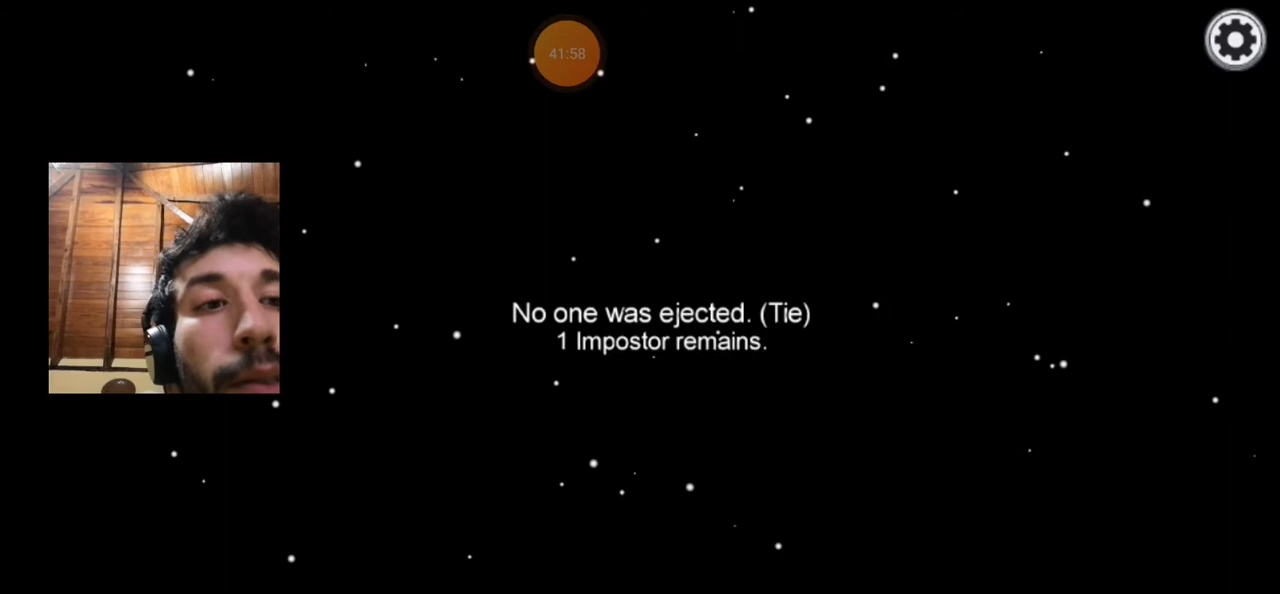 41:58
No one was ejected. (Tie)
1 Impostor remains.